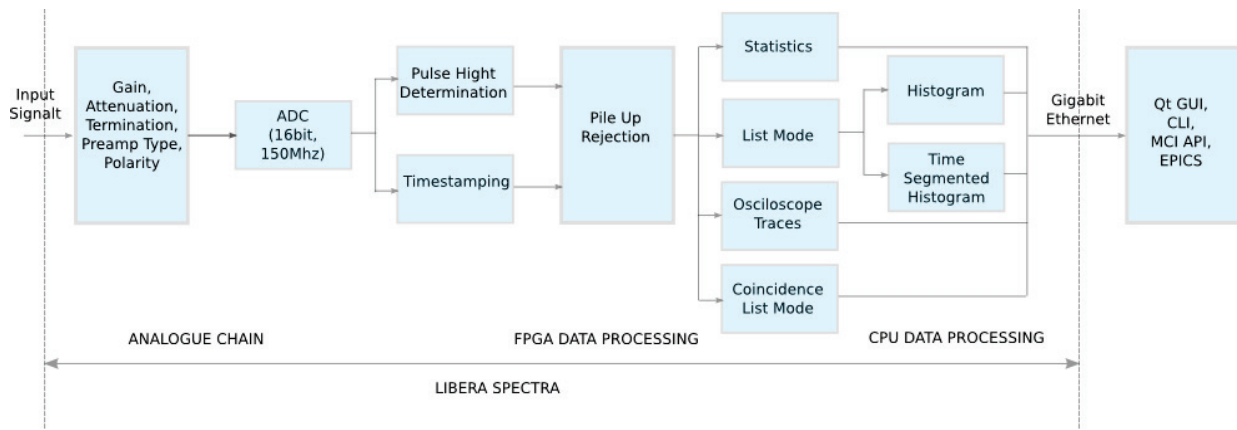 Input
Signalt
Gain,
Attenuation,
Termination,
Preamp Type,
Polarity
ADC
(16bit,
150Mhz)
Pulse Hight
Determination
Timestamping
Pile Up
Rejection
Statistics
List Mode
Osciloscope
Traces
Coincidence
List Mode
Histogram
Time
Segmented
Histogram
Gigabit
Ethernet
Qt GUI,
CLI,
MCI API,
EPICS
ANALOGUE CHAIN
FPGA DATA PROCESSING
CPU DATA PROCESSING
LIBERA SPECTRA